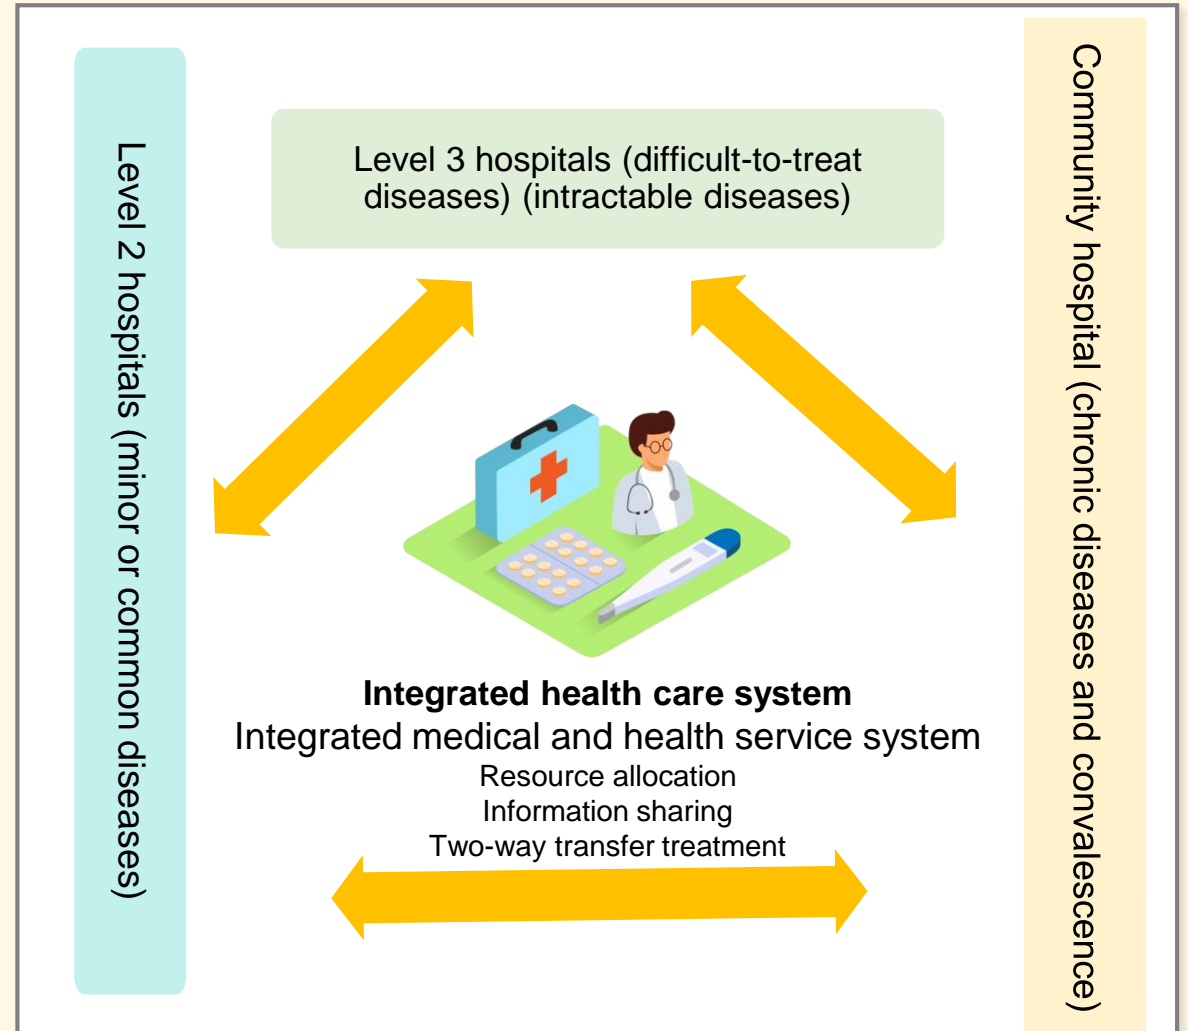 Level 2 hospitals (minor or common diseases)
Level 3 hospitals (difficult-to-treat
diseases) (intractable diseases)
Community hospital (chronic diseases and convalescence)
Integrated health care system
Integrated medical and health service system
Resource allocation
Information sharing
Two-way transfer treatment